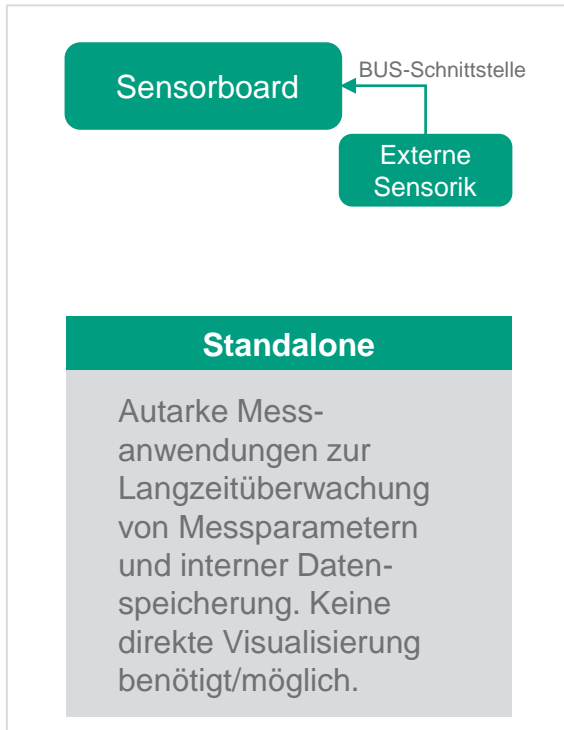 Sensorboard
BUS-Schnittstelle
Externe
Sensorik
Standalone
Autarke Mess-
anwendungen zur
Langzeitüberwachung
von Messparametern
und interner Daten-
speicherung. Keine
direkte Visualisierung
benötigt/möglich.